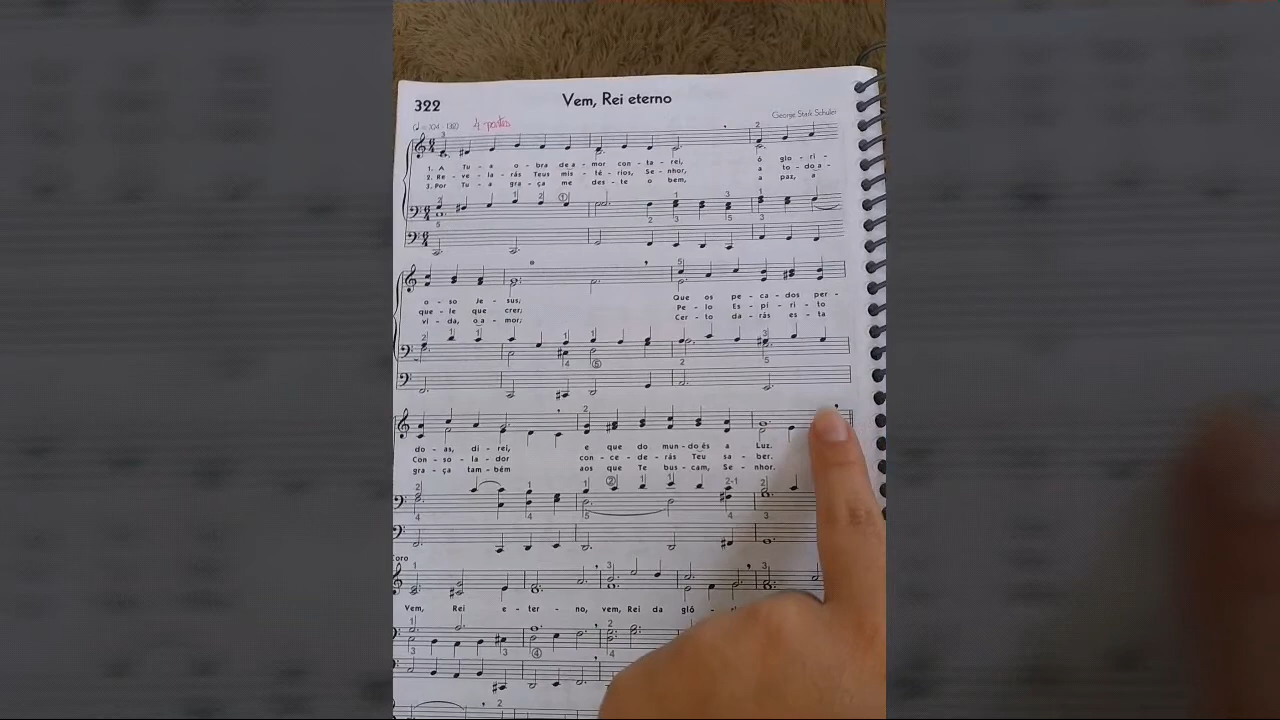 322
Vem, Rei eterno
George Stark Schuler
4 partes
1. A Tu - a o - bra de a - mor con - ta - rei, ó glo - ri -
2. Re - ve - la - rás Teus mis - té - rios, Se - nhor, a to - do a -
3. Por Tu - a gra - ça me des - te o bem, a paz, a
o - so Je - sus; Que os pe - ca - dos per -
que - le que crer; Pe - lo Es - pí - ri - to
vi - da, o a - mor; Cer - to da - rás es - ta
do - as, di - rei, e que do mun - do és a Luz.
Con - so - la - dor con - ce - de - rás Teu sa - ber.
gra - ça tam - bém aos que Te bus - cam, Se - nhor.
Coro
Vem, Rei e - ter - no, vem, Rei da gló -